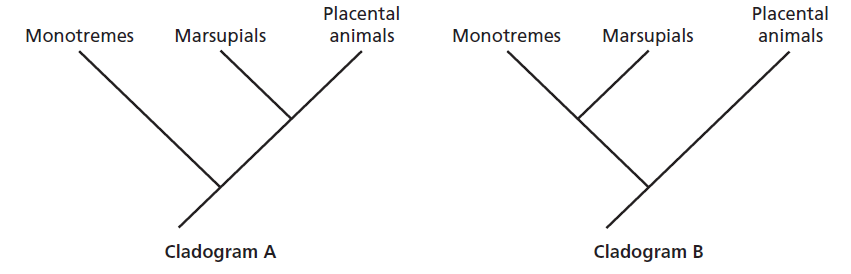 Placental
Monotremes Marsupials animals
Placental
Monotremes Marsupials animals
Cladogram A
Cladogram B